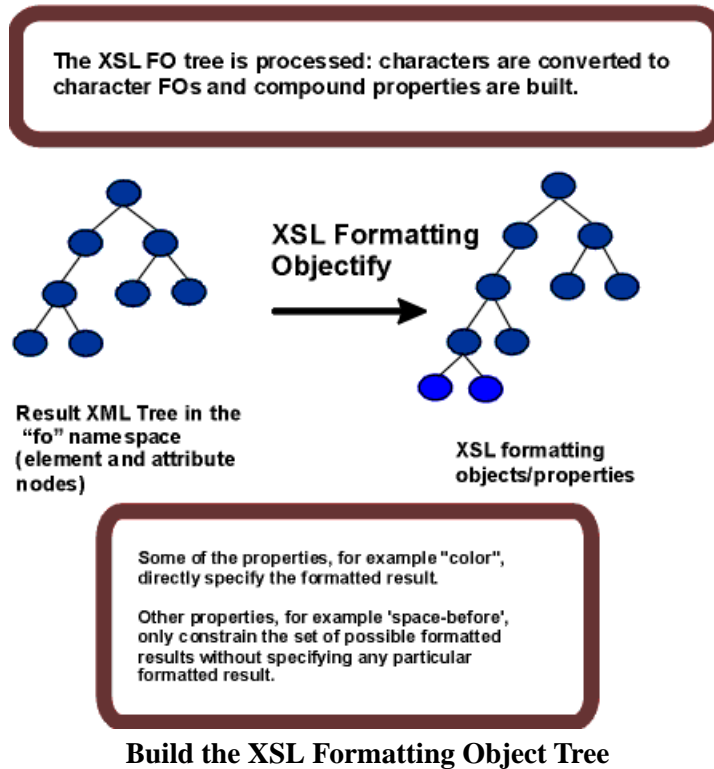 The XSL FO tree is processed: characters are converted to
character FOs and compound properties are built.
XSL Formatting
Objectify
Result XML Tree in the
"fo" namespace
(element and attribute
nodes)
XSL formatting
objects/properties
Some of the properties, for example "color",
directly specify the formatted result.
Other properties, for example 'space-before',
only constrain the set of possible formatted
results without specifying any particular
formatted result.
Build the XSL Formatting Object Tree